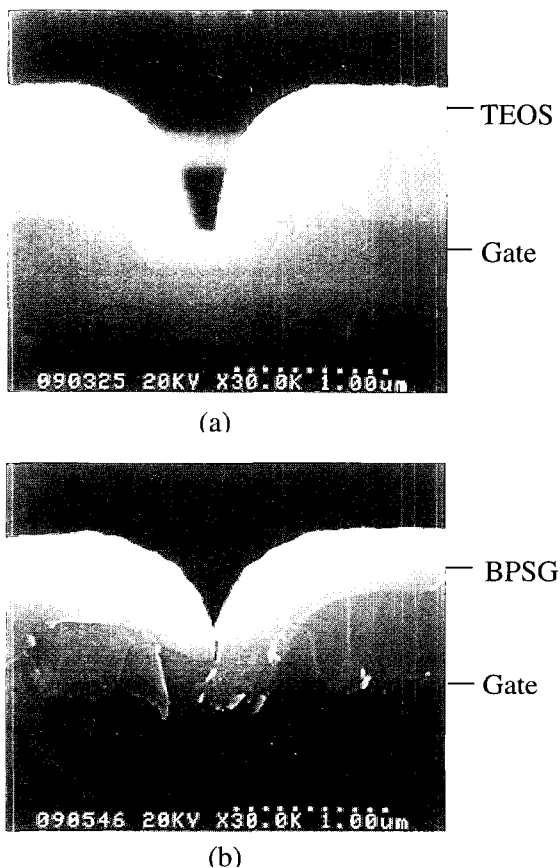 TEOS
Gate
090325 20KV X30.0K 1.00um
(a)
BPSG
Gate
090546 20KV X30.0K 1.00um
(b)